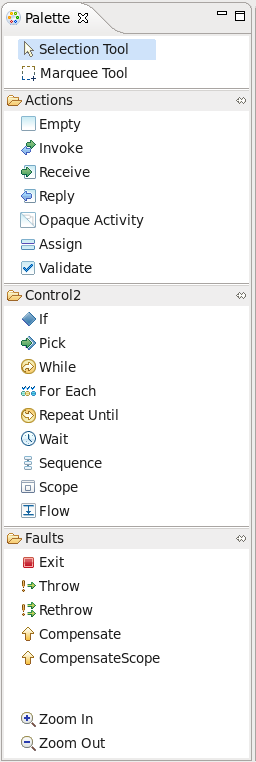 Palette
Selection Tool
Marquee Tool
Actions
Empty
Invoke
Receive
Reply
Opaque Activity
Assign
Validate
Control2
If
Pick
While
For Each
Repeat Until
Wait
Sequence
Scope
Flow
Faults
Exit
Throw
Rethrow
Compensate
CompensateScope
Zoom In
Zoom Out